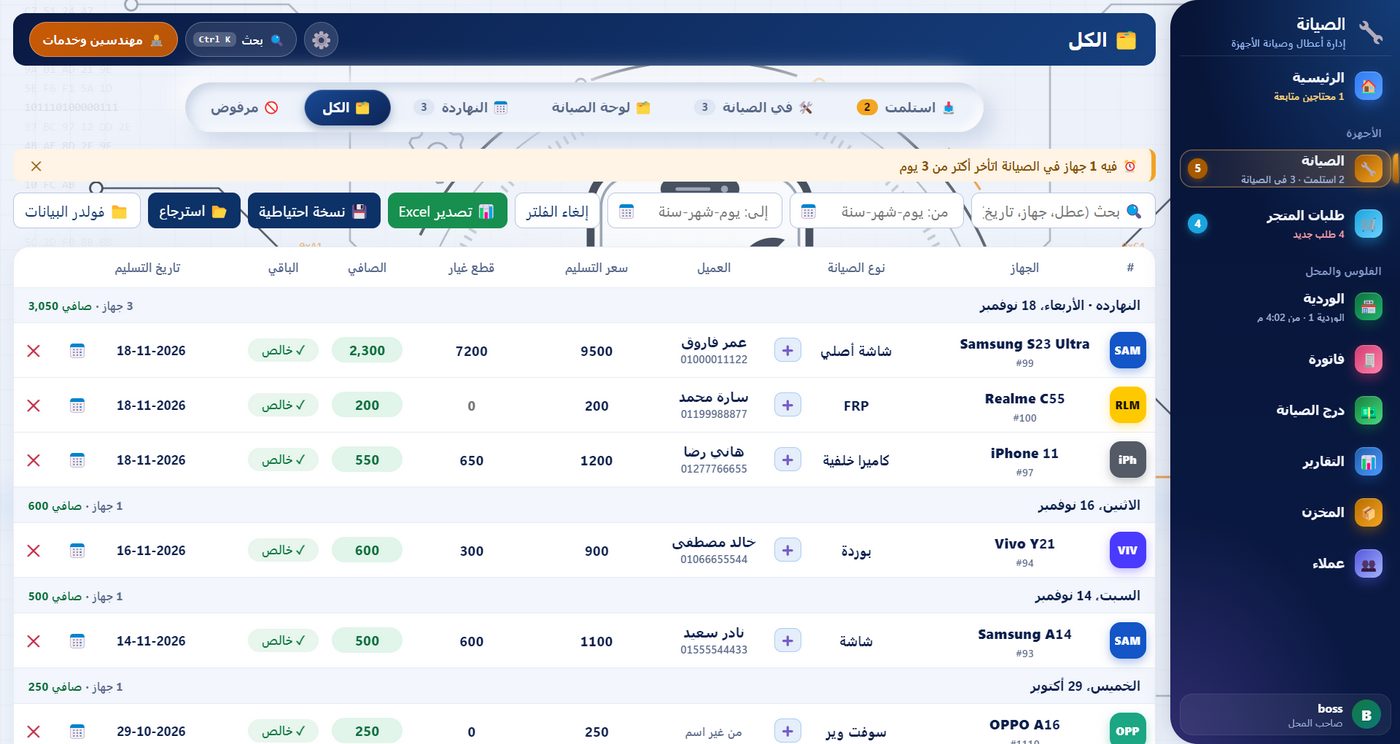 الصيانة
إدارة أعطال وصيانة الأجهزة
الرئيسية
1 محتاجين متابعة
الأجهزة
الصيانة
2 استلمت · 3 في الصيانة
5
طلبات المتجر
4 طلب جديد
4
الفلوس والمحل
الوردية
الوردية 1 · من 4:02 م
فاتورة
درج الصيانة
التقارير
المخزن
عملاء
B
boss
صاحب المحل
الكل
بحث Ctrl K
مهندسين وخدمات
استلمت 2
في الصيانة 3
لوحة الصيانة
النهاردة 3
الكل
مرفوض
فيه 1 جهاز في الصيانة اتأخر أكتر من 3 يوم
بحث (عطل، جهاز، تاريخ
من: يوم-شهر-سنة
إلى: يوم-شهر-سنة
إلغاء الفلتر
تصدير Excel
نسخة احتياطية
استرجاع
فولدر البيانات
# الجهاز نوع الصيانة العميل سعر التسليم قطع غيار الصافي الباقي تاريخ التسليم
النهارده · الأربعاء، 18 نوفمبر
3 جهاز · صافي 3,050
SAM Samsung S23 Ultra شاشة أصلي + عمر فاروق 9500 7200 2,300 ✓ خالص 18-11-2026
#99 01000011122
RLM Realme C55 FRP + سارة محمد 200 0 200 ✓ خالص 18-11-2026
#100 01199988877
iPh iPhone 11 كاميرا خلفية + هاني رضا 1200 650 550 ✓ خالص 18-11-2026
#97 01277766655
الاثنين، 16 نوفمبر
1 جهاز · صافي 600
VIV Vivo Y21 بوردة + خالد مصطفى 900 300 600 ✓ خالص 16-11-2026
#94 01066655544
السبت، 14 نوفمبر
1 جهاز · صافي 500
SAM Samsung A14 شاشة + نادر سعيد 1100 600 500 ✓ خالص 14-11-2026
#93 01555544433
الخميس، 29 أكتوبر
1 جهاز · صافي 250
OPP OPPO A16 سوفت وير + من غير اسم 250 0 250 ✓ خالص 29-10-2026